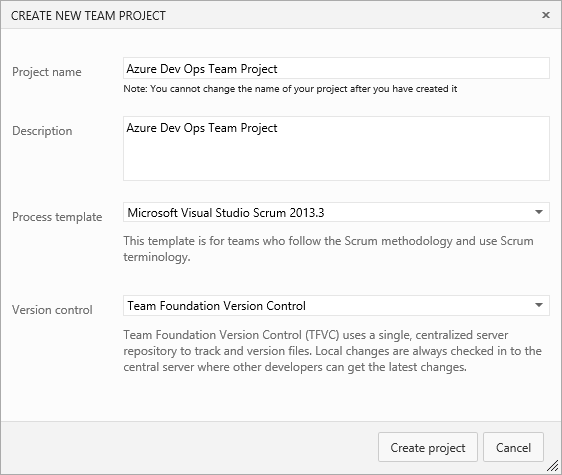 CREATE NEW TEAM PROJECT
Project name
Azure Dev Ops Team Project
Note: You cannot change the name of your project after you have created it
Description
Azure Dev Ops Team Project
Process template
Microsoft Visual Studio Scrum 2013.3
This template is for teams who follow the Scrum methodology and use Scrum
terminology.
Version control
Team Foundation Version Control
Team Foundation Version Control (TFVC) uses a single, centralized server
repository to track and version files. Local changes are always checked in to the
central server where other developers can get the latest changes.
Create project
Cancel